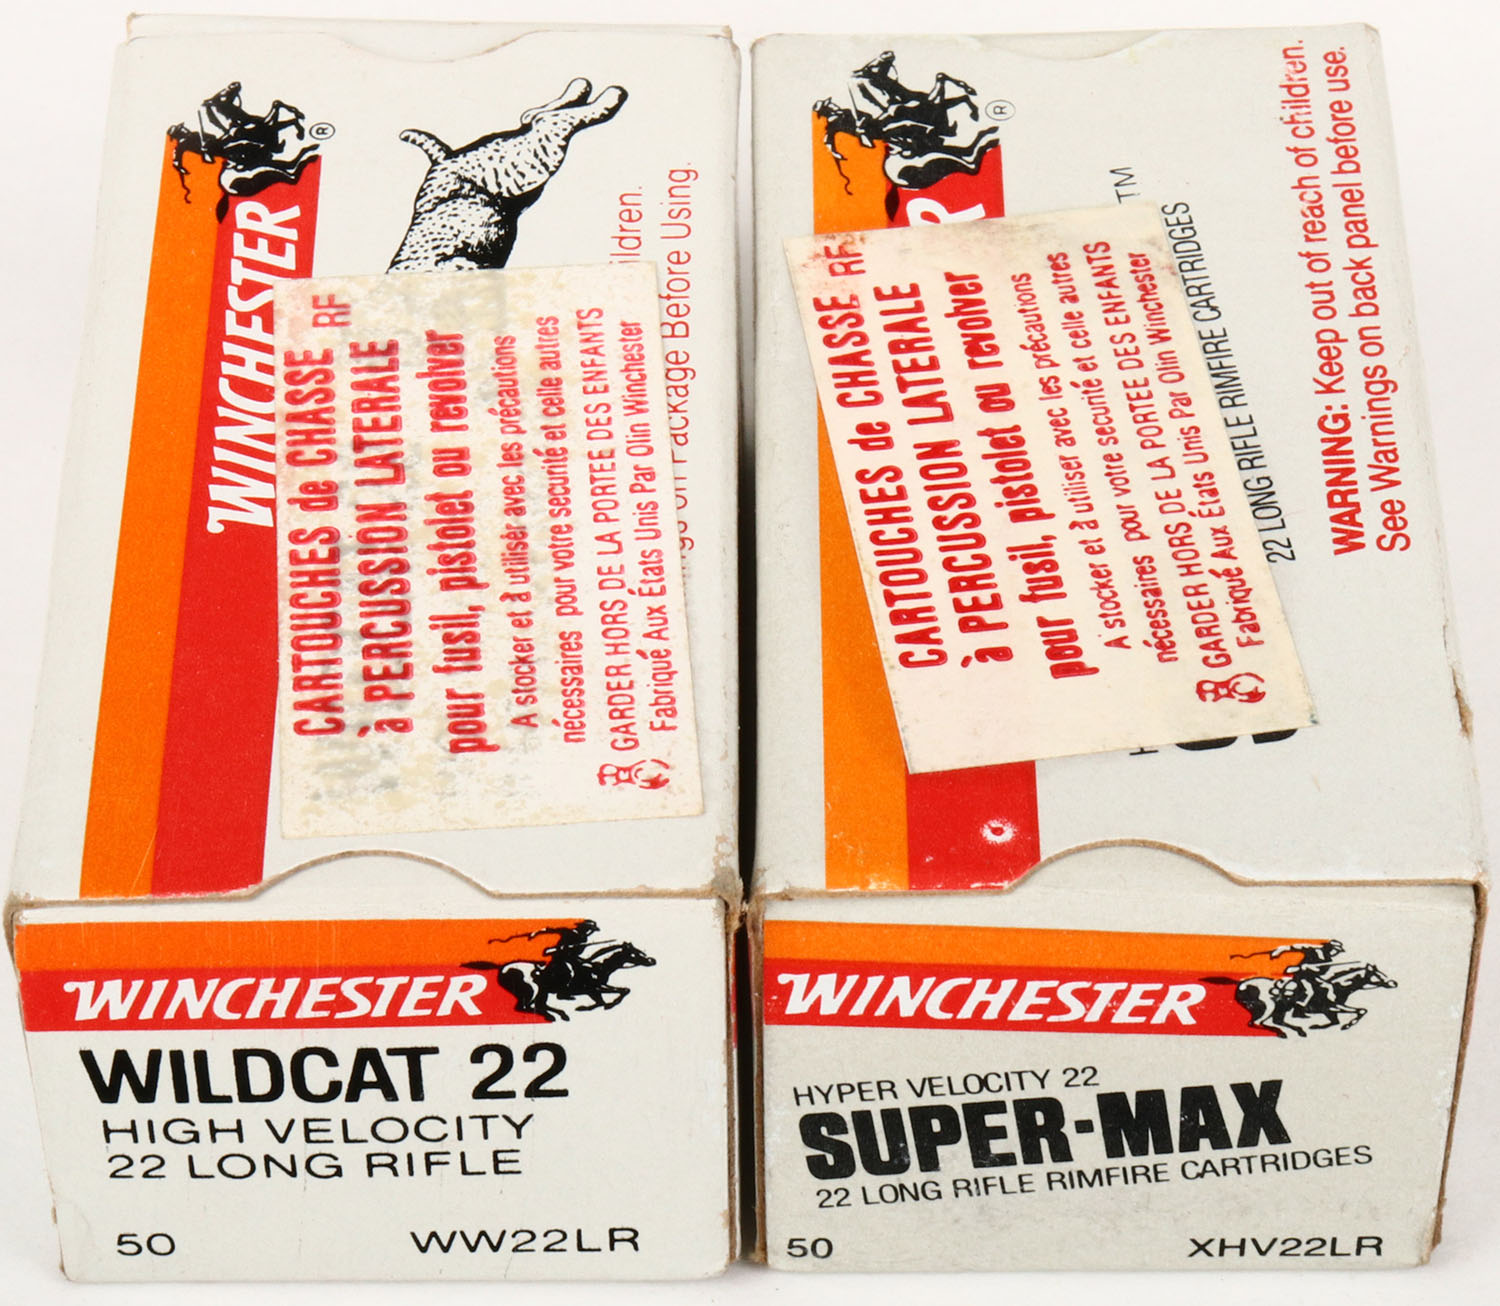 WINCHESTER
®
ldren.
Package Before Using.
CARTOUCHES de CHASSE RF
à PERCUSSION LATERALE
pour fusil, pistolet ou revolver
A stocker et à utiliser avec les précautions
nécessaires pour votre securité et celle autres
GARDER HORS DE LA PORTEE DES ENFANTS
Fabriqué Aux États Unis Par Olin Winchester
WINCHESTER
WILDCAT 22
HIGH VELOCITY
22 LONG RIFLE
50 WW22LR
®
R
TM
22 LONG RIFLE RIMFIRE CARTRIDGES
WARNING: Keep out of reach of children.
See Warnings on back panel before use.
CARTOUCHES de CHASSE RF
à PERCUSSION LATERALE
pour fusil, pistolet ou revolver
A stocker et à utiliser avec les précautions
nécessaires pour votre securité et celle autres
GARDER HORS DE LA PORTEE DES ENFANTS
Fabriqué Aux États Unis Par Olin Winchester
WINCHESTER
HYPER VELOCITY 22
SUPER-MAX
22 LONG RIFLE RIMFIRE CARTRIDGES
50 XHV22LR